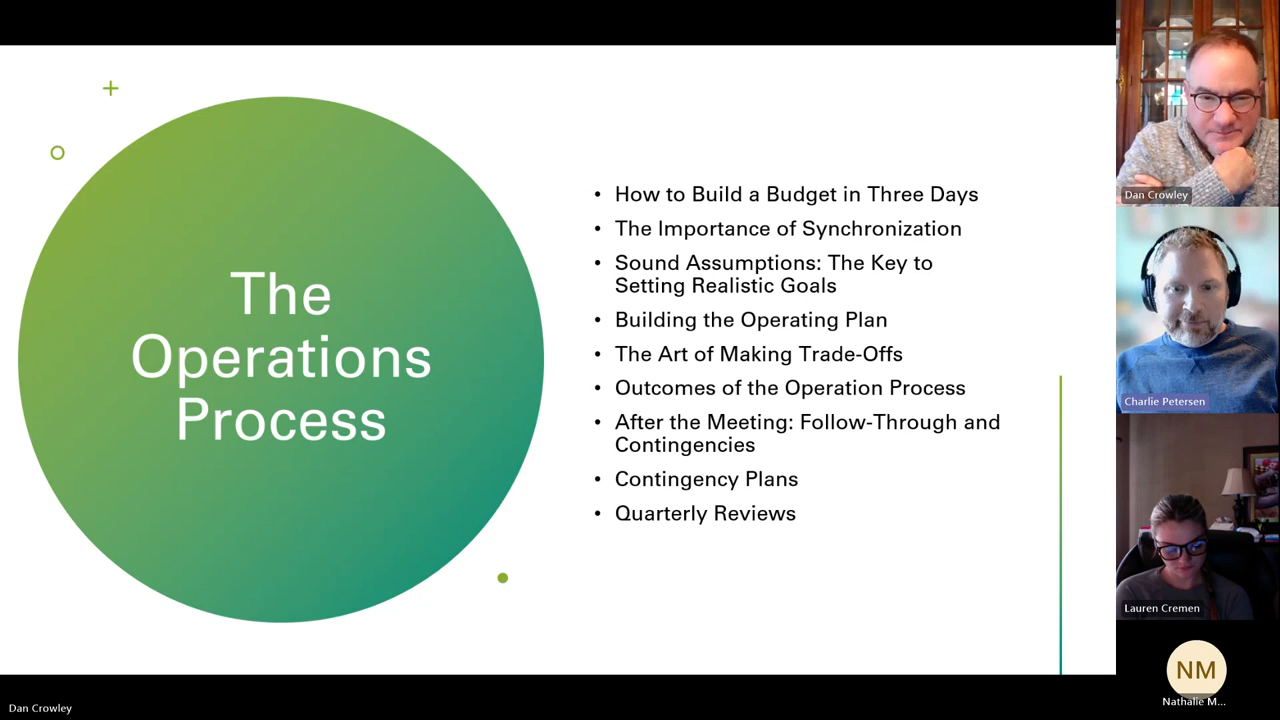 The
Operations
Process
• How to Build a Budget in Three Days
• The Importance of Synchronization
• Sound Assumptions: The Key to
Setting Realistic Goals
• Building the Operating Plan
• The Art of Making Trade-Offs
• Outcomes of the Operation Process
• After the Meeting: Follow-Through and
Contingencies
• Contingency Plans
• Quarterly Reviews
Dan Crowley
Charlie Petersen
Lauren Cremen
NM
Nathalie M...
Dan Crowley